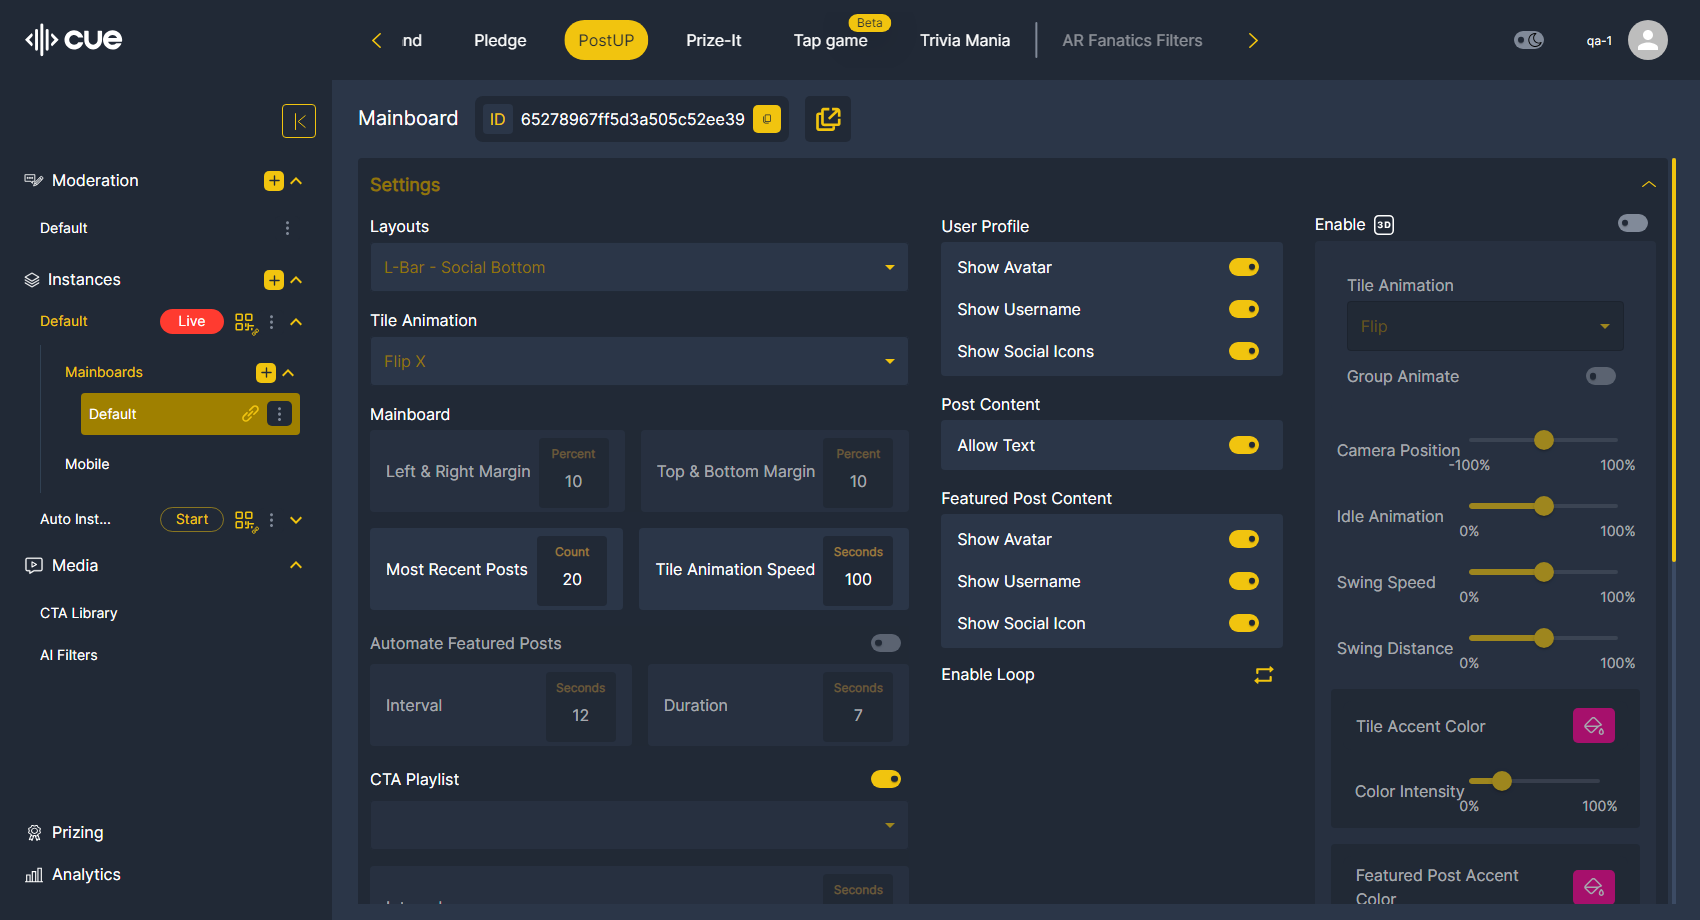 cue
nd
Pledge
PostUP
Prize-It
Beta
Tap game
Trivia Mania
AR Fanatics Filters
qa-1
Moderation
Default
Instances
Default
Live
Mainboards
Default
Mobile
Auto Inst...
Start
Media
CTA Library
AI Filters
Prizing
Analytics
Mainboard
ID 65278967ff5d3a505c52ee39
Settings
Layouts
L-Bar - Social Bottom
Tile Animation
Flip X
Mainboard
Left & Right Margin
Percent
10
Top & Bottom Margin
Percent
10
Most Recent Posts
Count
20
Tile Animation Speed
Seconds
100
Automate Featured Posts
Interval
Seconds
12
Duration
Seconds
7
CTA Playlist
Seconds
User Profile
Show Avatar
Show Username
Show Social Icons
Post Content
Allow Text
Featured Post Content
Show Avatar
Show Username
Show Social Icon
Enable Loop
Enable 3D
Tile Animation
Flip
Group Animate
Camera Position
-100% 100%
Idle Animation
0% 100%
Swing Speed
0% 100%
Swing Distance
0% 100%
Tile Accent Color
Color Intensity
0% 100%
Featured Post Accent
Color